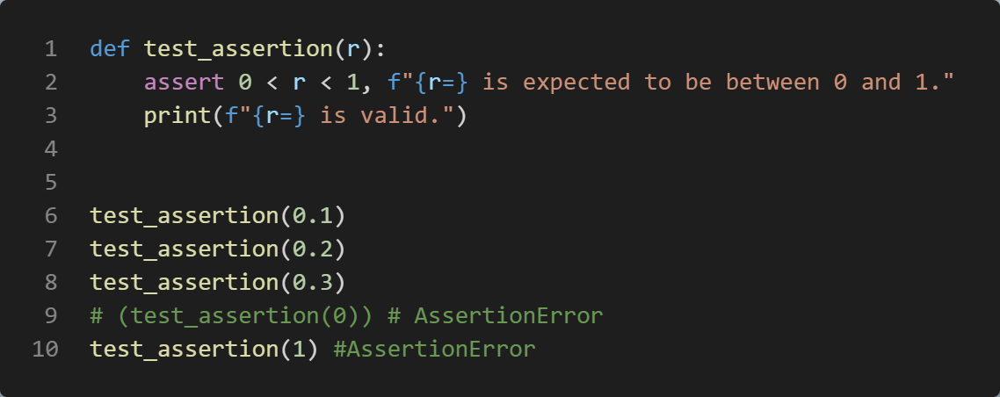 1 def test_assertion(r):
2     assert 0 < r < 1, f"{r=} is expected to be between 0 and 1."
3     print(f"{r=} is valid.")
4
5
6 test_assertion(0.1)
7 test_assertion(0.2)
8 test_assertion(0.3)
9 # (test_assertion(0)) # AssertionError
10 test_assertion(1) #AssertionError